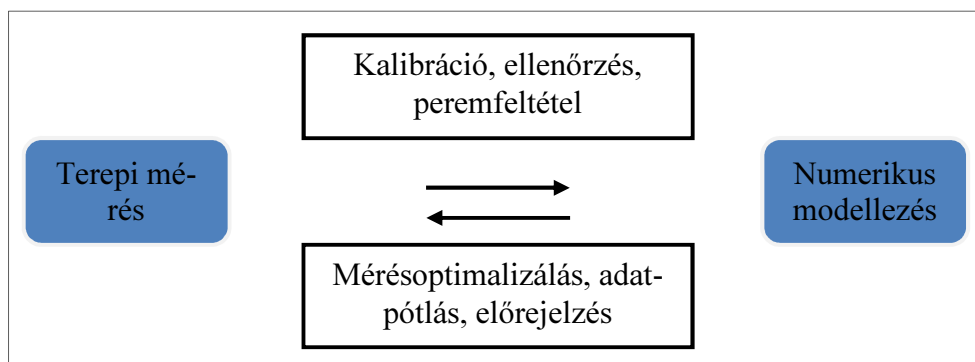 Kalibráció, ellenőrzés,
peremfeltétel
Terepi mé-
rés
Numerikus
modellezés
Mérésoptimalizálás, adat-
pótlás, előrejelzés